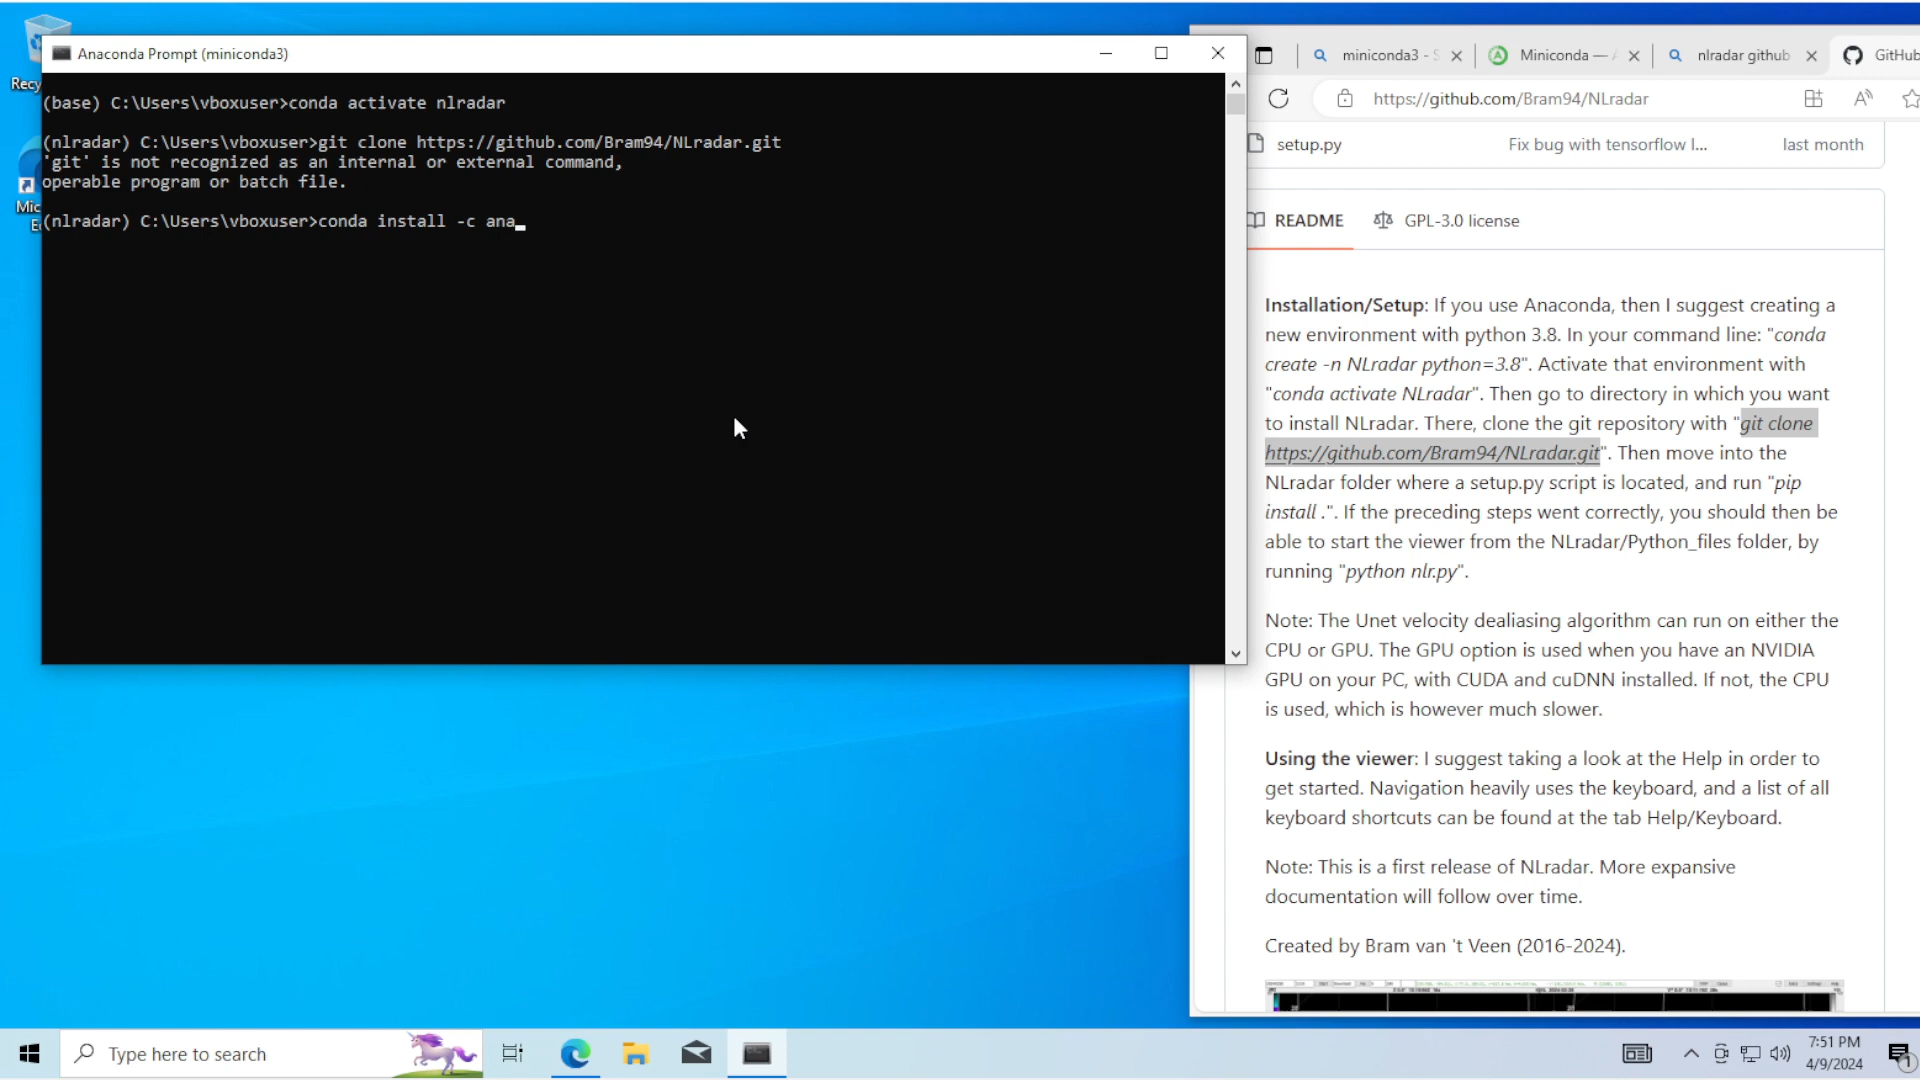 Recy
Mic
E
Anaconda Prompt (miniconda3)
(base) C:\Users\vboxuser>conda activate nlradar
(nlradar) C:\Users\vboxuser>git clone https://github.com/Bram94/NLradar.git
'git' is not recognized as an internal or external command,
operable program or batch file.
(nlradar) C:\Users\vboxuser>conda install -c ana_
miniconda3 - S
Miniconda — A
nlradar github
GitHub
https://github.com/Bram94/NLradar
setup.py
Fix bug with tensorflow l...
last month
README
GPL-3.0 license
Installation/Setup: If you use Anaconda, then I suggest creating a
new environment with python 3.8. In your command line: "conda
create -n NLradar python=3.8". Activate that environment with
"conda activate NLradar". Then go to directory in which you want
to install NLradar. There, clone the git repository with "git clone
https://github.com/Bram94/NLradar.git". Then move into the
NLradar folder where a setup.py script is located, and run "pip
install .". If the preceding steps went correctly, you should then be
able to start the viewer from the NLradar/Python_files folder, by
running "python nlr.py".
Note: The Unet velocity dealiasing algorithm can run on either the
CPU or GPU. The GPU option is used when you have an NVIDIA
GPU on your PC, with CUDA and cuDNN installed. If not, the CPU
is used, which is however much slower.
Using the viewer: I suggest taking a look at the Help in order to
get started. Navigation heavily uses the keyboard, and a list of all
keyboard shortcuts can be found at the tab Help/Keyboard.
Note: This is a first release of NLradar. More expansive
documentation will follow over time.
Created by Bram van 't Veen (2016-2024).
Type here to search
7:51 PM
4/9/2024
1